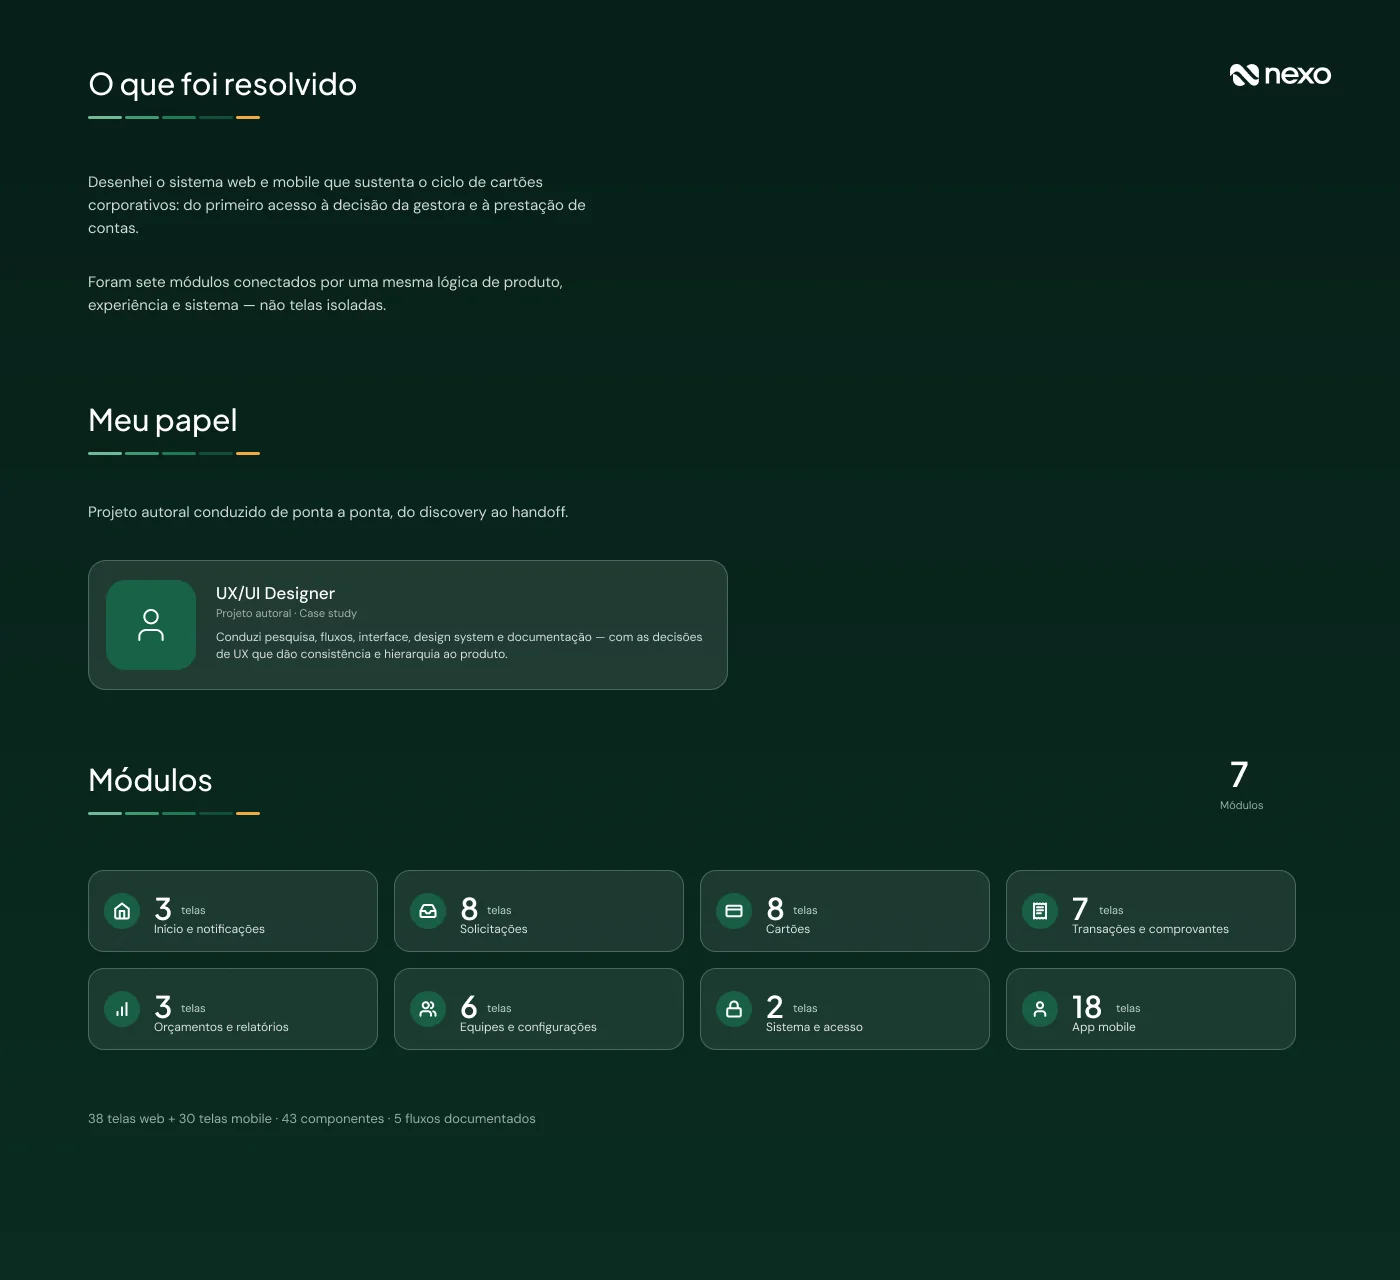 O que foi resolvido
nexo
Desenhei o sistema web e mobile que sustenta o ciclo de cartões
corporativos: do primeiro acesso à decisão da gestora e à prestação de
contas.
Foram sete módulos conectados por uma mesma lógica de produto,
experiência e sistema — não telas isoladas.
Meu papel
Projeto autoral conduzido de ponta a ponta, do discovery ao handoff.
UX/UI Designer
Projeto autoral · Case study
Conduzi pesquisa, fluxos, interface, design system e documentação — com as decisões
de UX que dão consistência e hierarquia ao produto.
Módulos
7
Módulos
3 telas
Início e notificações
8 telas
Solicitações
8 telas
Cartões
7 telas
Transações e comprovantes
3 telas
Orçamentos e relatórios
6 telas
Equipes e configurações
2 telas
Sistema e acesso
18 telas
App mobile
38 telas web + 30 telas mobile · 43 componentes · 5 fluxos documentados